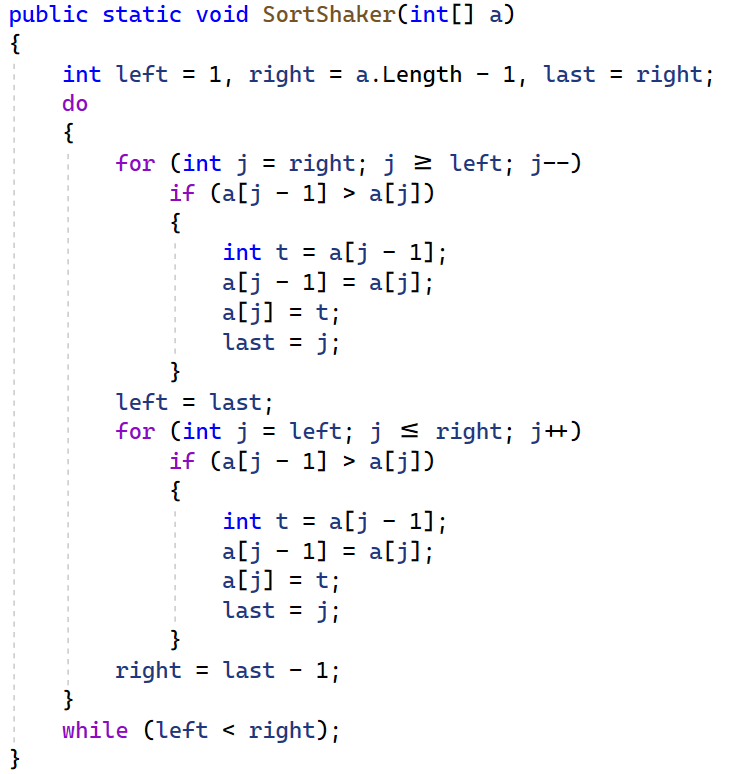 public static void SortShaker(int[] a)
{
    int left = 1, right = a.Length - 1, last = right;
    do
    {
        for (int j = right; j ≥ left; j--)
            if (a[j - 1] > a[j])
            {
                int t = a[j - 1];
                a[j - 1] = a[j];
                a[j] = t;
                last = j;
            }
        left = last;
        for (int j = left; j ≤ right; j++)
            if (a[j - 1] > a[j])
            {
                int t = a[j - 1];
                a[j - 1] = a[j];
                a[j] = t;
                last = j;
            }
        right = last - 1;
    }
    while (left < right);
}